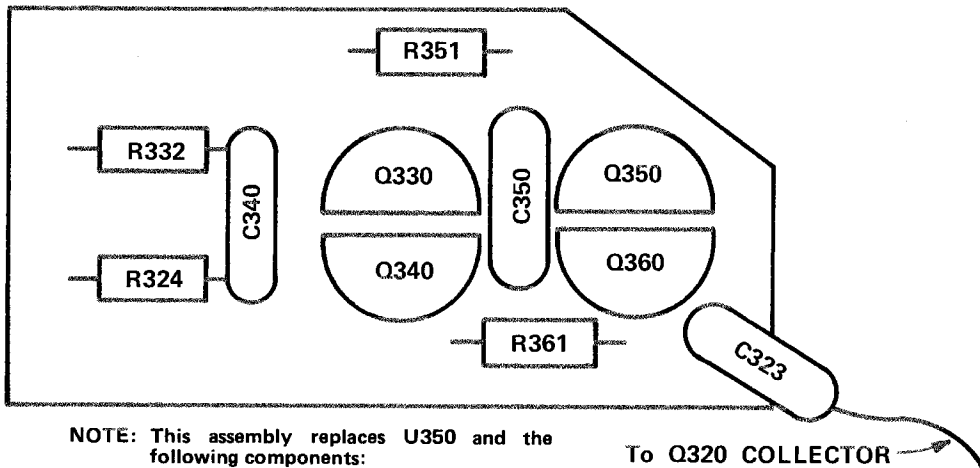 R351
R332
C340
Q330
C350
Q350
R324
Q340
Q360
R361
C323
NOTE: This assembly replaces U350 and the
following components:
To Q320 COLLECTOR